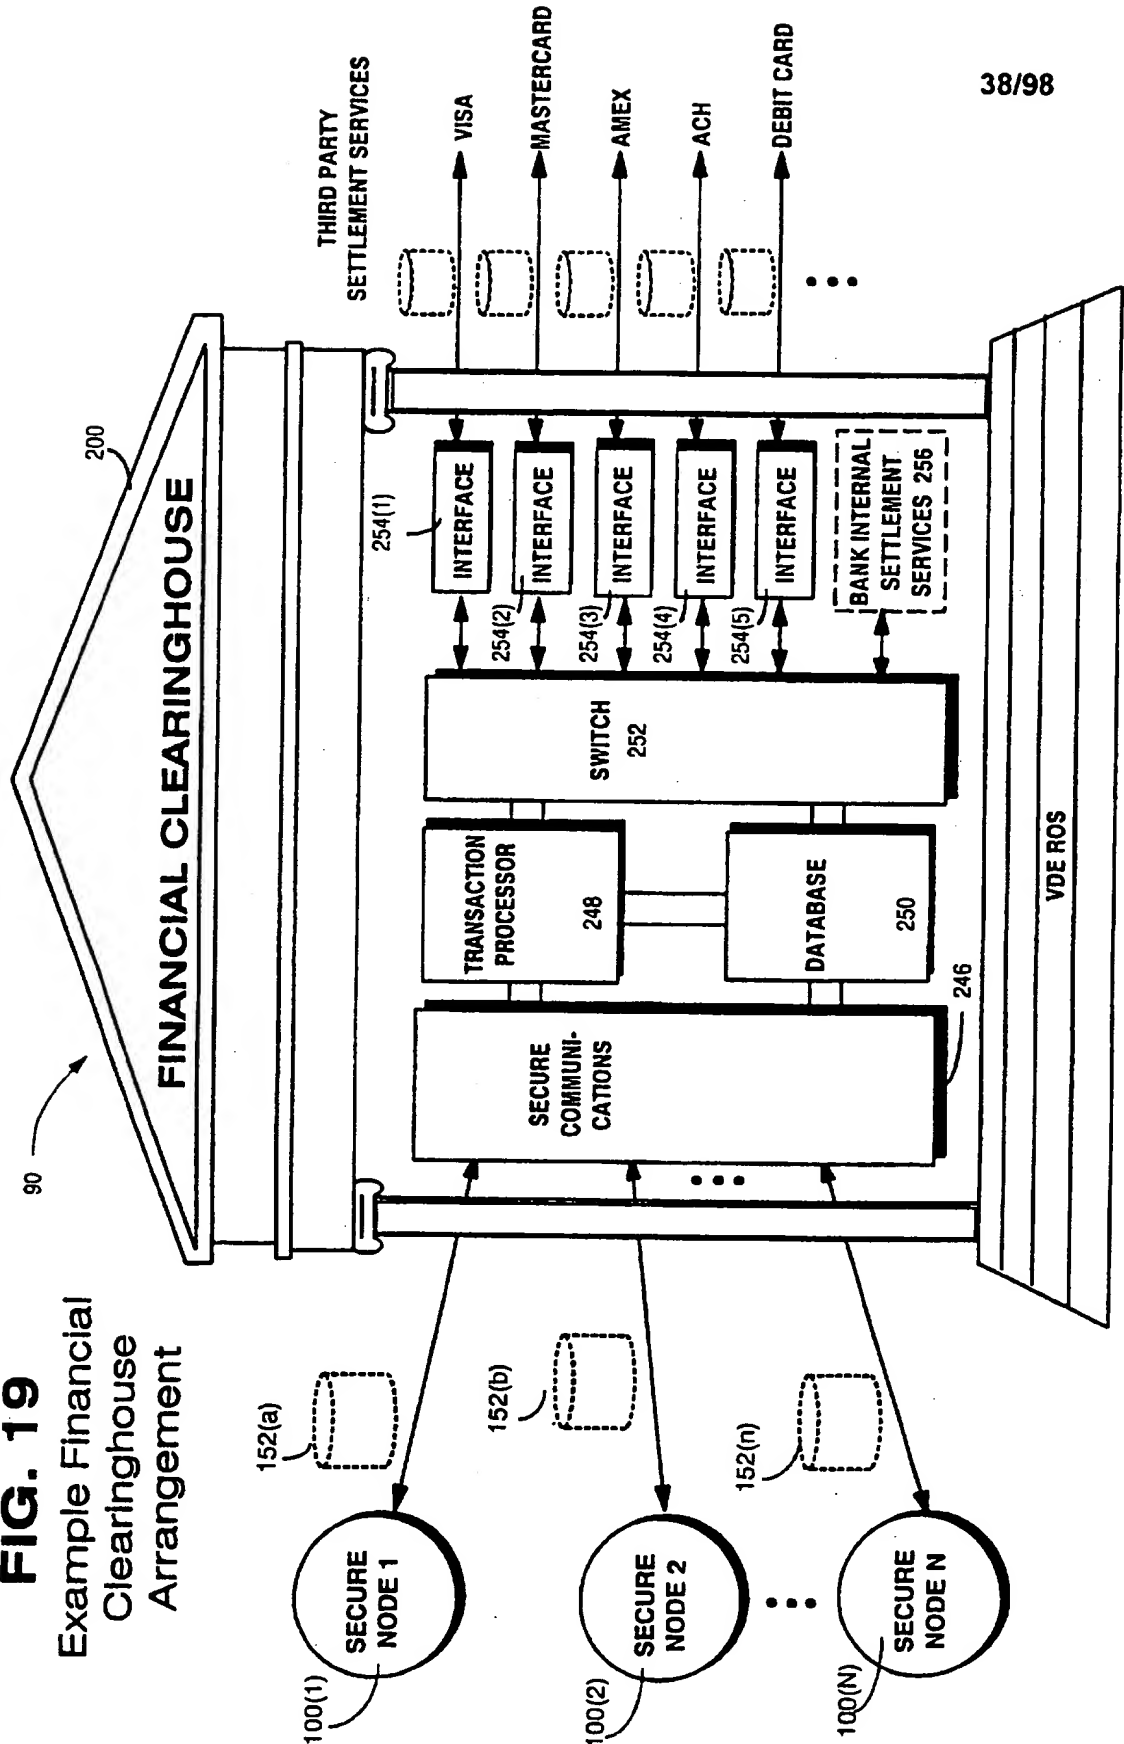 38/98
FIG. 19
Example Financial
Clearinghouse
Arrangement
90
200
FINANCIAL CLEARINGHOUSE
THIRD PARTY
SETTLEMENT SERVICES
VISA
MASTERCARD
AMEX
ACH
DEBIT CARD
254(1)
INTERFACE
254(2)
INTERFACE
254(3)
INTERFACE
254(4)
INTERFACE
254(5)
INTERFACE
BANK INTERNAL
SETTLEMENT
SERVICES 256
SWITCH
252
TRANSACTION
PROCESSOR
248
DATABASE
250
SECURE
COMMUNI-
CATIONS
246
152(a)
152(b)
152(n)
SECURE
NODE 1
100(1)
SECURE
NODE 2
100(2)
SECURE
NODE N
100(N)
VDE ROS